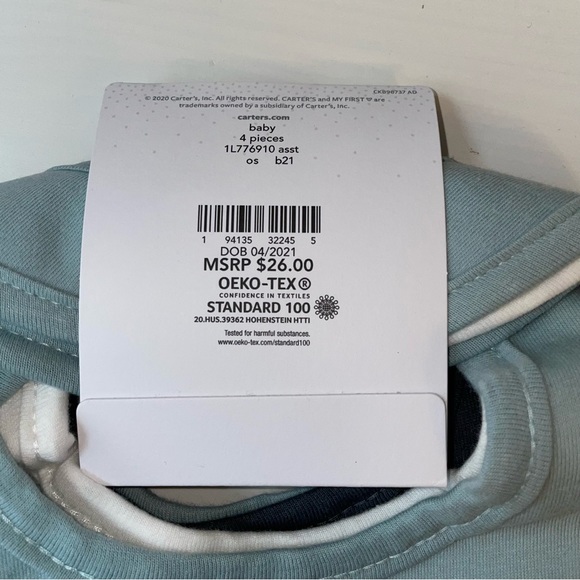 © 2020 Carter's, Inc. All rights reserved. CARTER'S and MY FIRST ♡ are
trademarks owned by a subsidiary of Carter's, Inc.
carters.com
baby
4 pieces
1L776910 asst
os b21
1 94135 32245 5
DOB 04/2021
MSRP $26.00
OEKO-TEX®
CONFIDENCE IN TEXTILES
STANDARD 100
20.HUS.39362 HOHENSTEIN HTTI
Tested for harmful substances.
www.oeko-tex.com/standard100